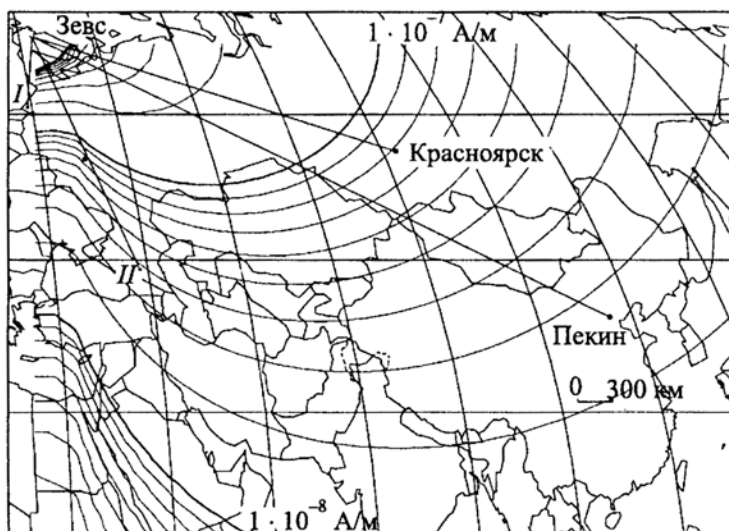 Зевс
1 · 10⁻⁷ А/м
I
Красноярск
II
Пекин
0 300 км
1 · 10⁻⁸ А/м